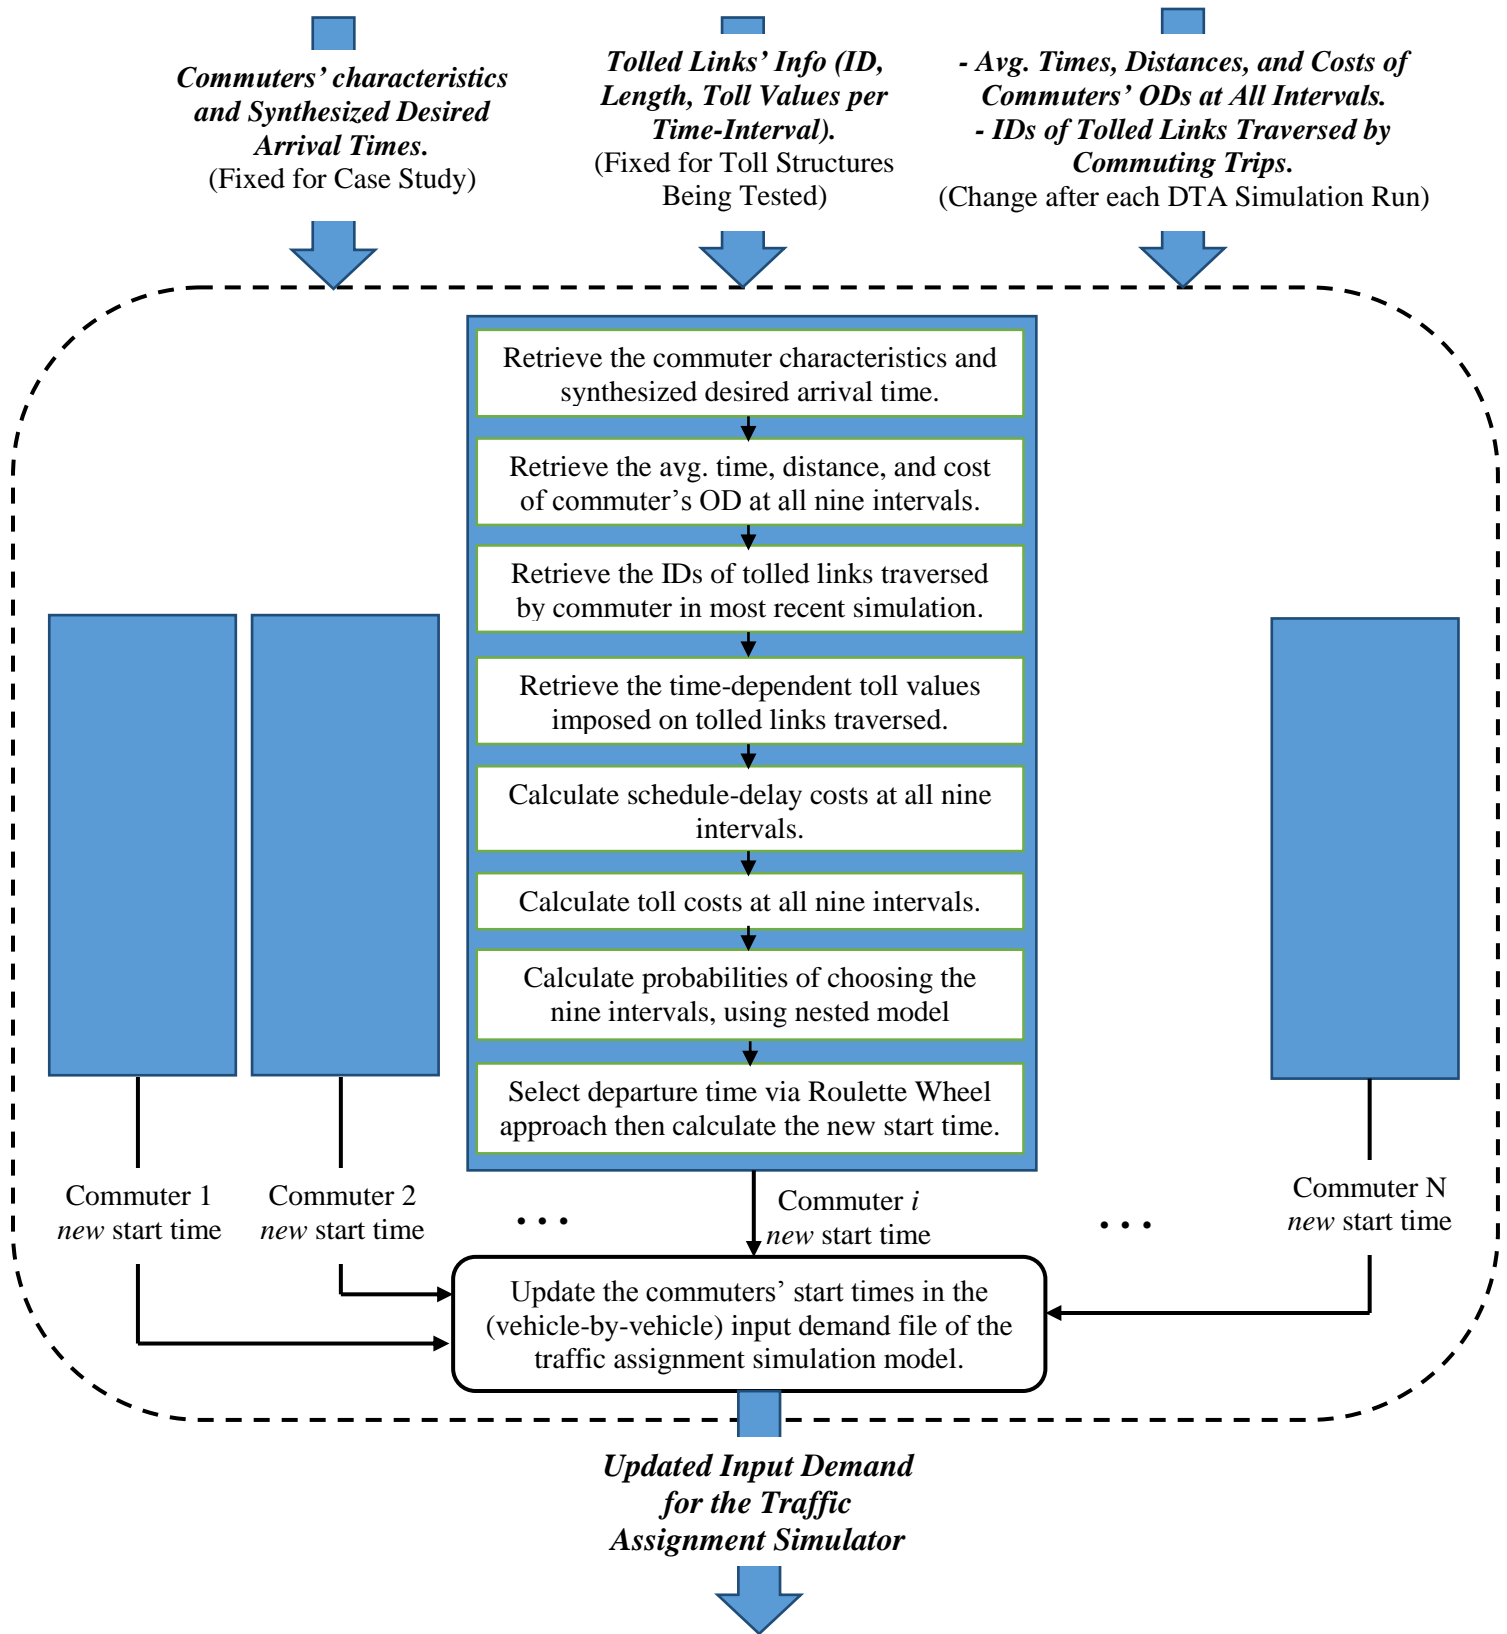 Commuters’ characteristics
and Synthesized Desired
Arrival Times.
(Fixed for Case Study)
Tolled Links’ Info (ID,
Length, Toll Values per
Time-Interval).
(Fixed for Toll Structures
Being Tested)
- Avg. Times, Distances, and Costs of
Commuters’ ODs at All Intervals.
- IDs of Tolled Links Traversed by
Commuting Trips.
(Change after each DTA Simulation Run)
Retrieve the commuter characteristics and
synthesized desired arrival time.
Retrieve the avg. time, distance, and cost
of commuter’s OD at all nine intervals.
Retrieve the IDs of tolled links traversed
by commuter in most recent simulation.
Retrieve the time-dependent toll values
imposed on tolled links traversed.
Calculate schedule-delay costs at all nine
intervals.
Calculate toll costs at all nine intervals.
Calculate probabilities of choosing the
nine intervals, using nested model
Select departure time via Roulette Wheel
approach then calculate the new start time.
Commuter 1
new start time
Commuter 2
new start time
...
Commuter i
new start time
...
Commuter N
new start time
Update the commuters’ start times in the
(vehicle-by-vehicle) input demand file of the
traffic assignment simulation model.
Updated Input Demand
for the Traffic
Assignment Simulator